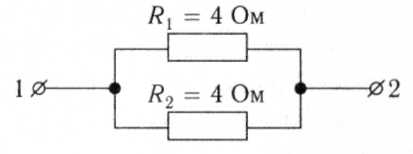 R₁ = 4 Ом
1 2
R₂ = 4 Ом